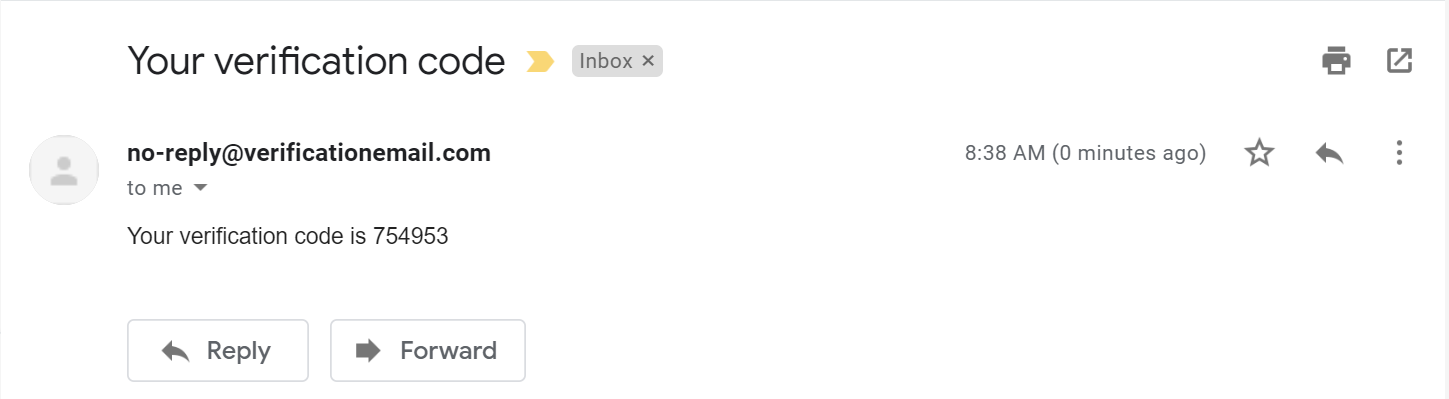 Your verification code Inbox ×
no-reply@verificationemail.com 8:38 AM (0 minutes ago)
to me
Your verification code is 754953
Reply Forward